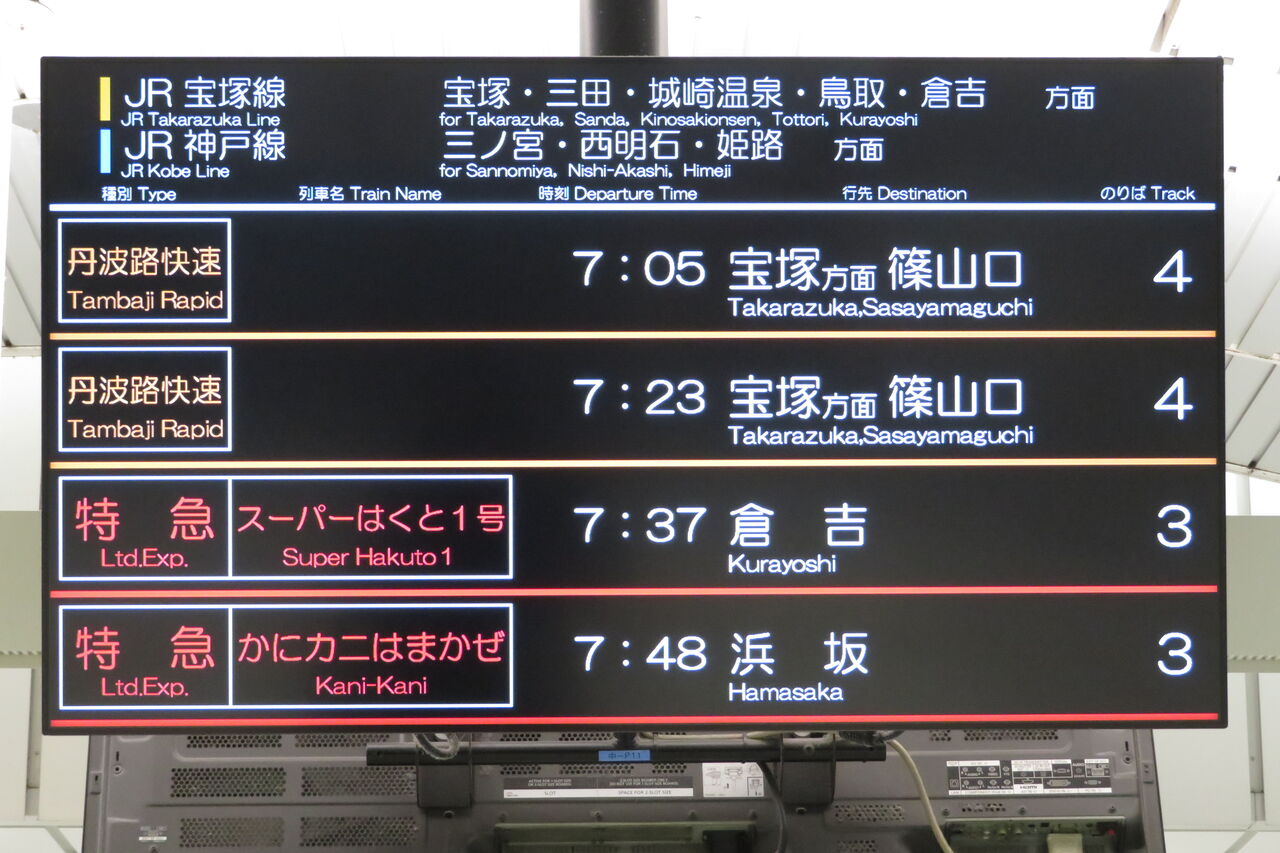 JR 宝塚線 宝塚・三田・城崎温泉・鳥取・倉吉 方面
JR Takarazuka Line for Takarazuka, Sanda, Kinosakionsen, Tottori, Kurayoshi
JR 神戸線 三ノ宮・西明石・姫路 方面
JR Kobe Line for Sannomiya, Nishi-Akashi, Himeji
種別 Type 列車名 Train Name 時刻 Departure Time 行先 Destination のりば Track
丹波路快速 7:05 宝塚方面 篠山口 4
Tambaji Rapid Takarazuka,Sasayamaguchi
丹波路快速 7:23 宝塚方面 篠山口 4
Tambaji Rapid Takarazuka,Sasayamaguchi
特 急 スーパーはくと1号 7:37 倉 吉 3
Ltd.Exp. Super Hakuto 1 Kurayoshi
特 急 かにカニはまかぜ 7:48 浜 坂 3
Ltd.Exp. Kani-Kani Hamasaka
SLOT SPACE FOR 2 SLOT SIZE
HDMI